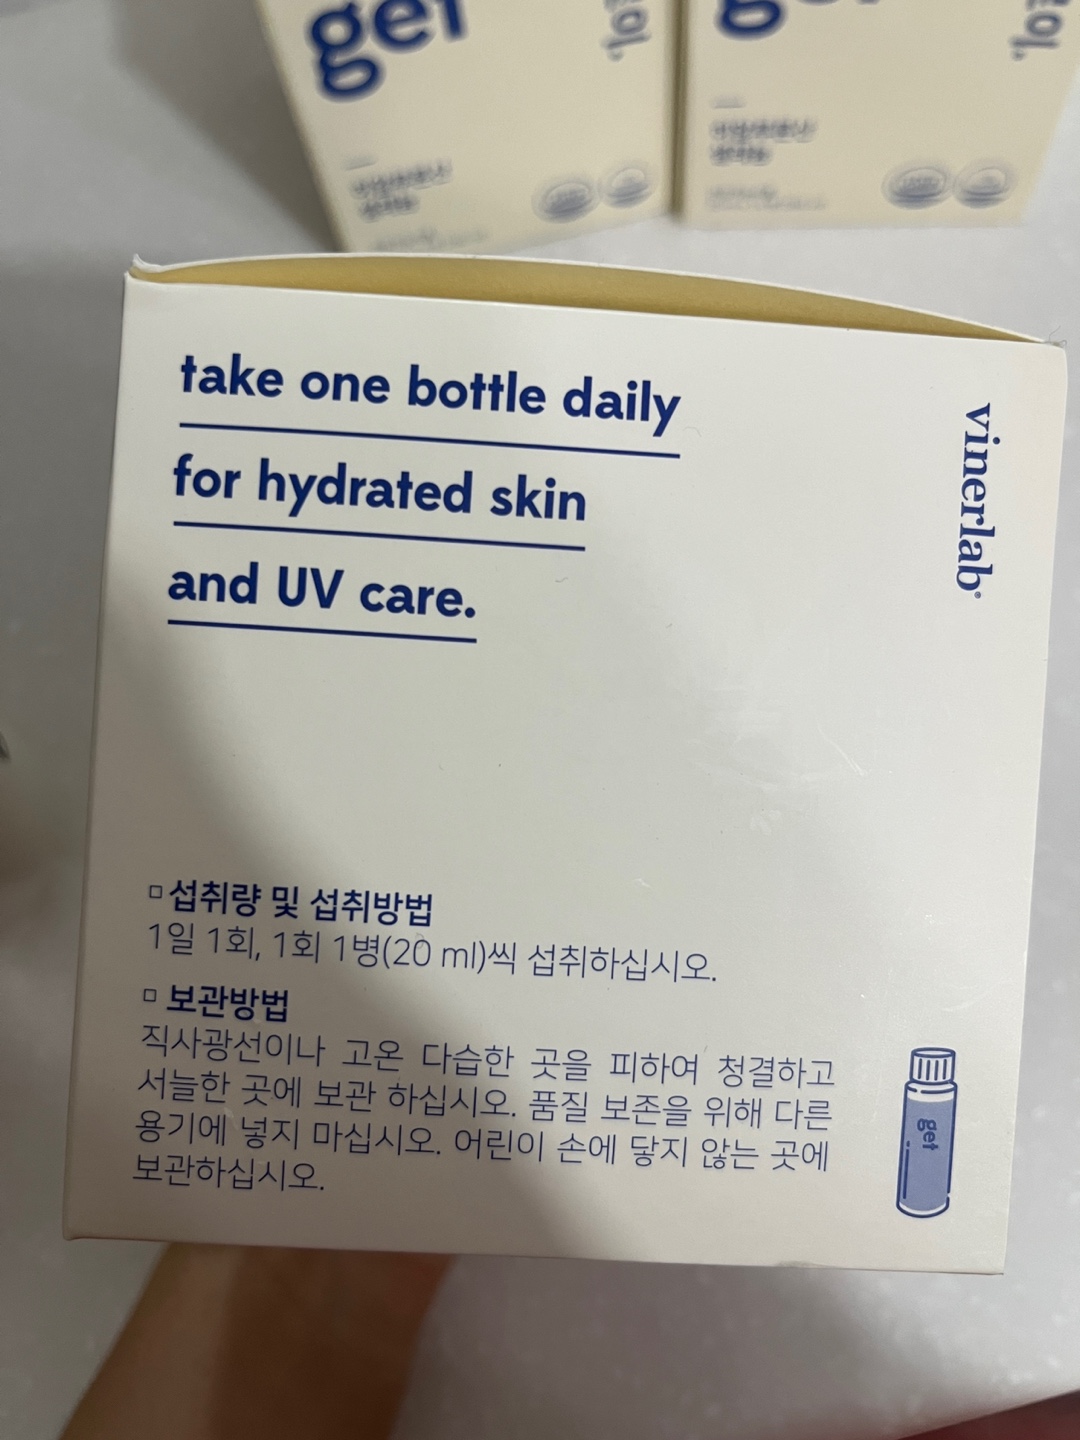 get
take one bottle daily
for hydrated skin
and UV care.
vinerlab
□ 섭취량 및 섭취방법
1일 1회, 1회 1병(20 ml)씩 섭취하십시오.
□ 보관방법
직사광선이나 고온 다습한 곳을 피하여 청결하고
서늘한 곳에 보관 하십시오. 품질 보존을 위해 다른
용기에 넣지 마십시오. 어린이 손에 닿지 않는 곳에
보관하십시오.
get